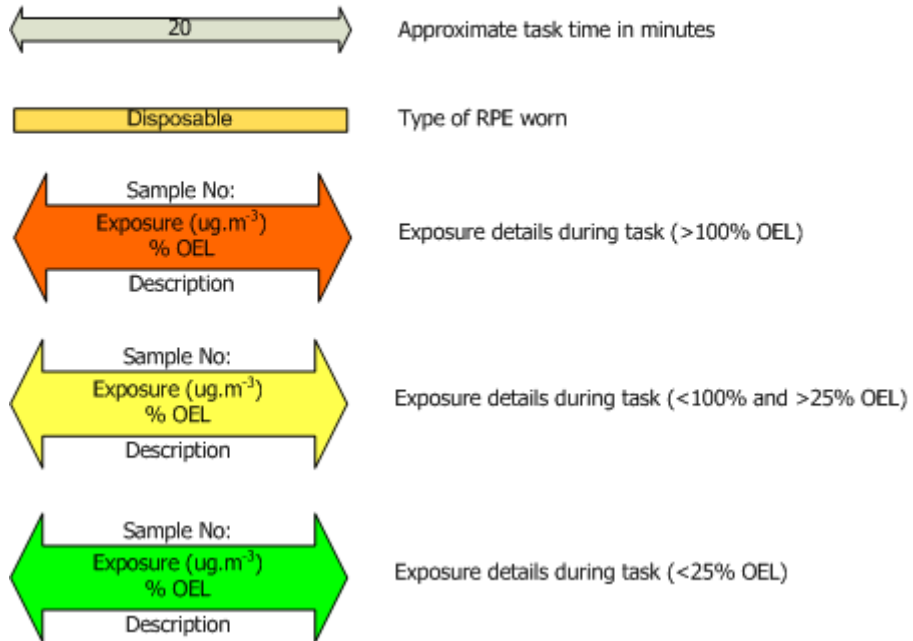 20
Approximate task time in minutes
Disposable
Type of RPE worn
Sample No:
Exposure (ug.m⁻³)
% OEL
Description
Exposure details during task (>100% OEL)
Sample No:
Exposure (ug.m⁻³)
% OEL
Description
Exposure details during task (<100% and >25% OEL)
Sample No:
Exposure (ug.m⁻³)
% OEL
Description
Exposure details during task (<25% OEL)